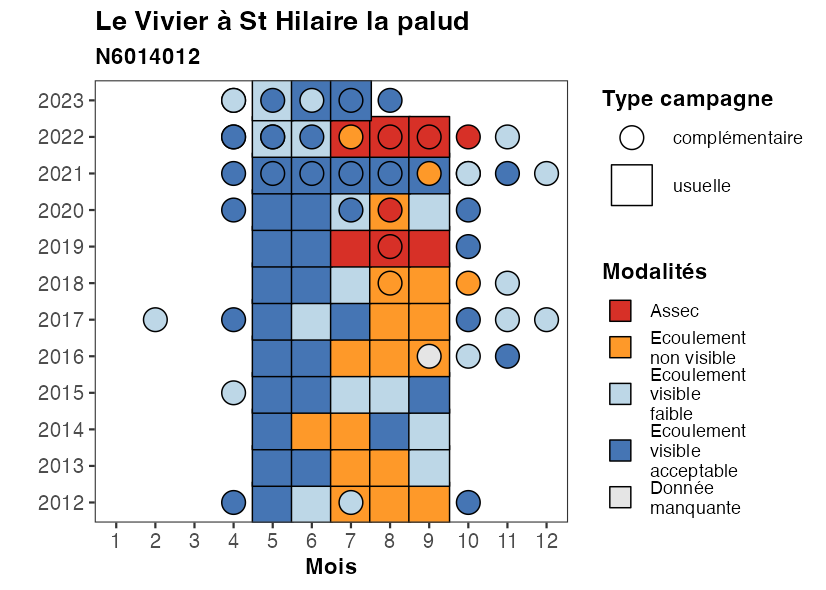 Le Vivier à St Hilaire la palud
N6014012
2023
2022
2021
2020
2019
2018
2017
2016
2015
2014
2013
2012
1 2 3 4 5 6 7 8 9 10 11 12
Mois
Type campagne
complémentaire
usuelle
Modalités
Assec
Ecoulement
non visible
Ecoulement
visible
faible
Ecoulement
visible
acceptable
Donnée
manquante